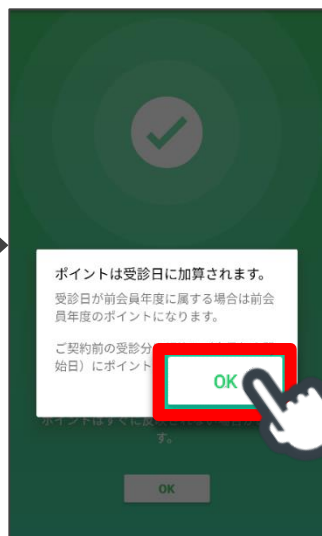 ポイントは受診日に加算されます。
受診日が前会員年度に属する場合は前会
員年度のポイントになります。
ご契約前の受診分
始日）にポイント
OK
ポイントはすぐに反映
す。
OK